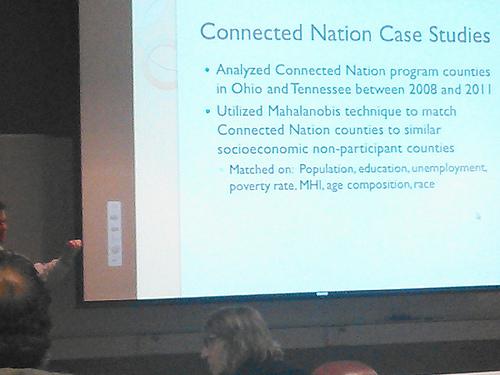 Connected Nation Case Studies
• Analyzed Connected Nation program counties
in Ohio and Tennessee between 2008 and 2011
• Utilized Mahalanobis technique to match
Connected Nation counties to similar
socioeconomic non-participant counties
Matched on: Population, education, unemployment,
poverty rate, MHI, age composition, race